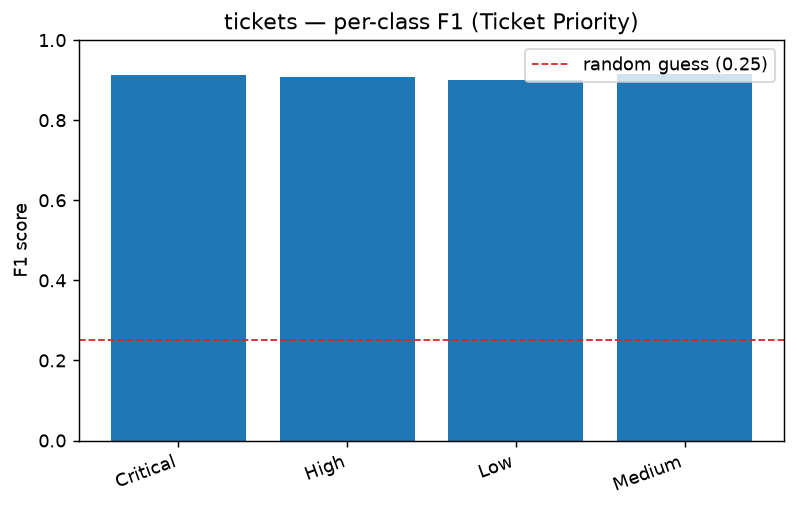 tickets — per-class F1 (Ticket Priority)
random guess (0.25)
F1 score
1.0
0.8
0.6
0.4
0.2
0.0
Critical
High
Low
Medium